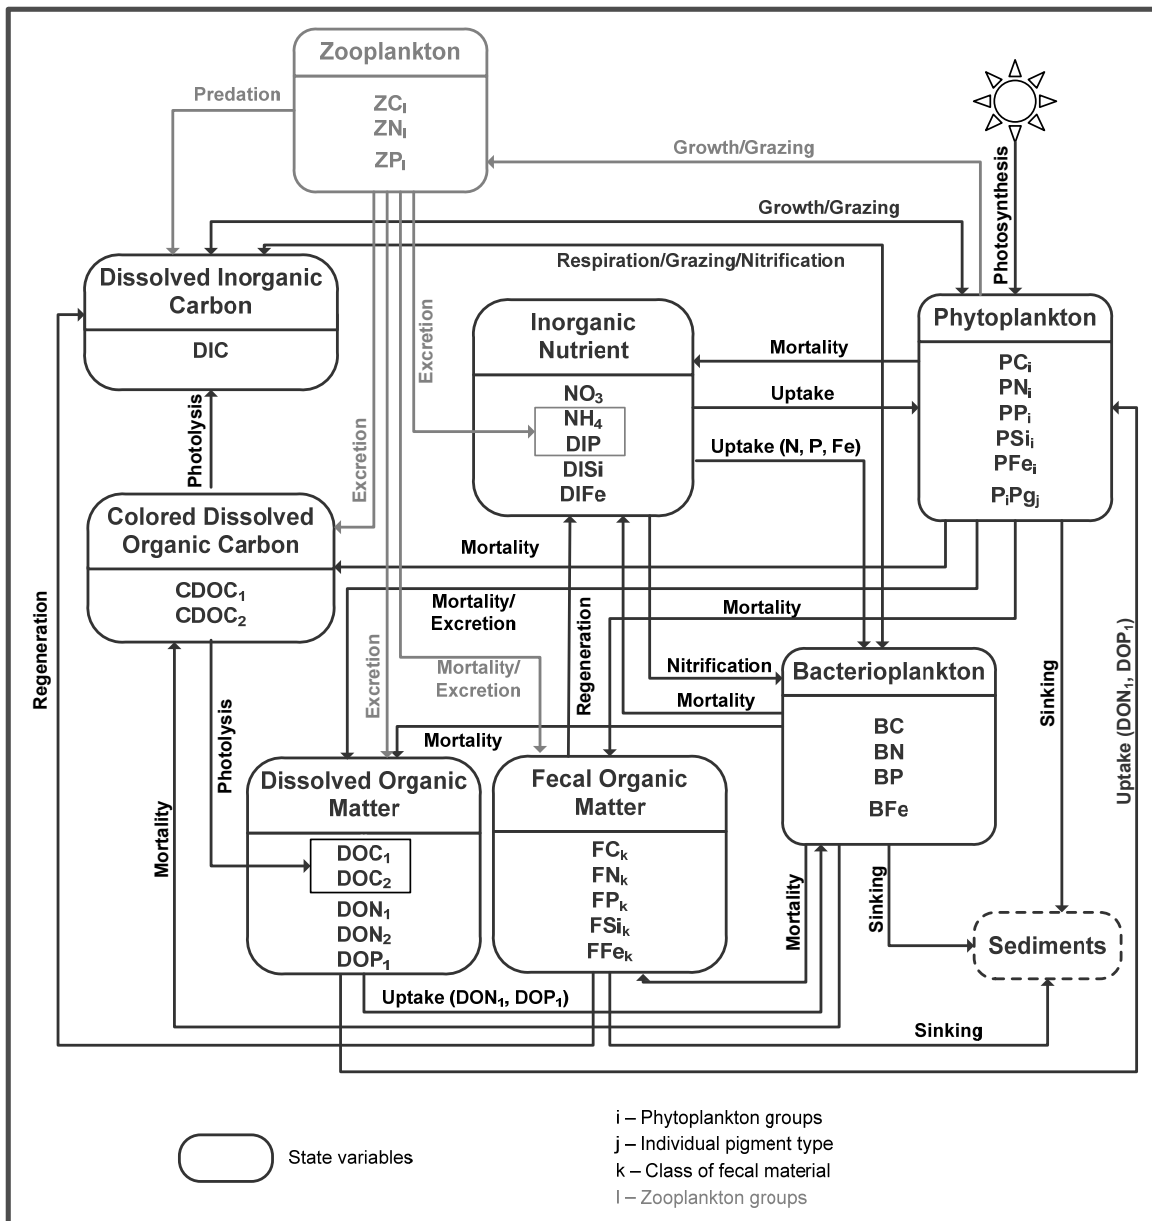 Zooplankton
ZCₗ
ZNₗ
ZPₗ
Predation
Growth/Grazing
Photosynthesis
Growth/Grazing
Respiration/Grazing/Nitrification
Dissolved Inorganic
Carbon
DIC
Excretion
Inorganic
Nutrient
NO₃
NH₄
DIP
DISi
DIFe
Phytoplankton
PCᵢ
PNᵢ
PPᵢ
PSiᵢ
PFeᵢ
PᵢPgⱼ
Mortality
Uptake
Uptake (N, P, Fe)
Photolysis
Excretion
Colored Dissolved
Organic Carbon
CDOC₁
CDOC₂
Mortality
Mortality/
Excretion
Mortality
Regeneration
Excretion
Mortality/
Excretion
Regeneration
Nitrification
Mortality
Mortality
Bacterioplankton
BC
BN
BP
BFe
Sinking
Uptake (DON₁, DOP₁)
Photolysis
Mortality
Dissolved Organic
Matter
DOC₁
DOC₂
DON₁
DON₂
DOP₁
Fecal Organic
Matter
FCₖ
FNₖ
FPₖ
FSiₖ
FFeₖ
Mortality
Sinking
Sediments
Uptake (DON₁, DOP₁)
Sinking
State variables
i – Phytoplankton groups
j – Individual pigment type
k – Class of fecal material
l – Zooplankton groups